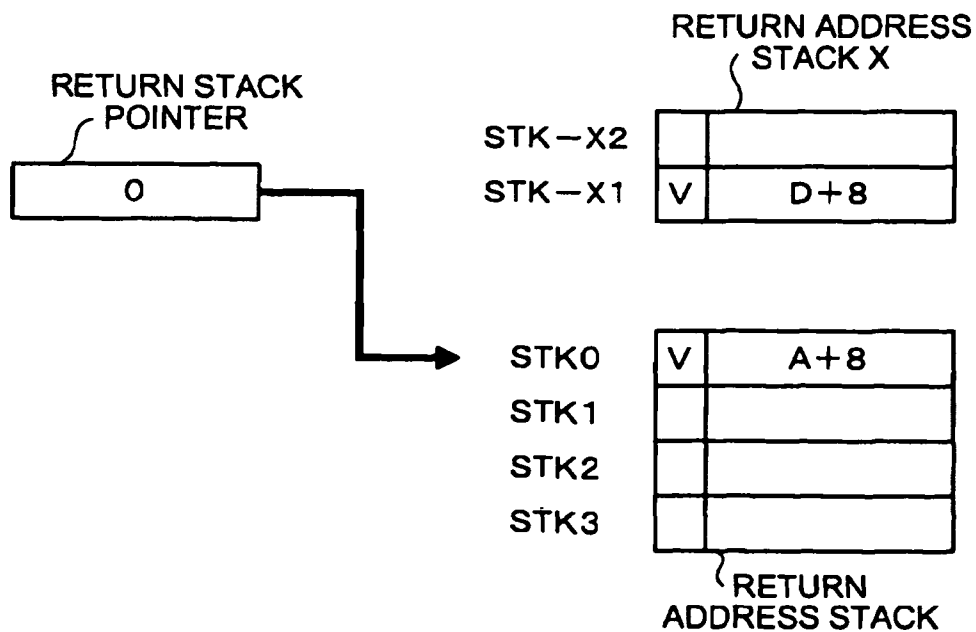 RETURN ADDRESS
STACK X
RETURN STACK
POINTER
STK-X2
0
STK-X1 V D+8
STK0 V A+8
STK1
STK2
STK3
RETURN
ADDRESS STACK